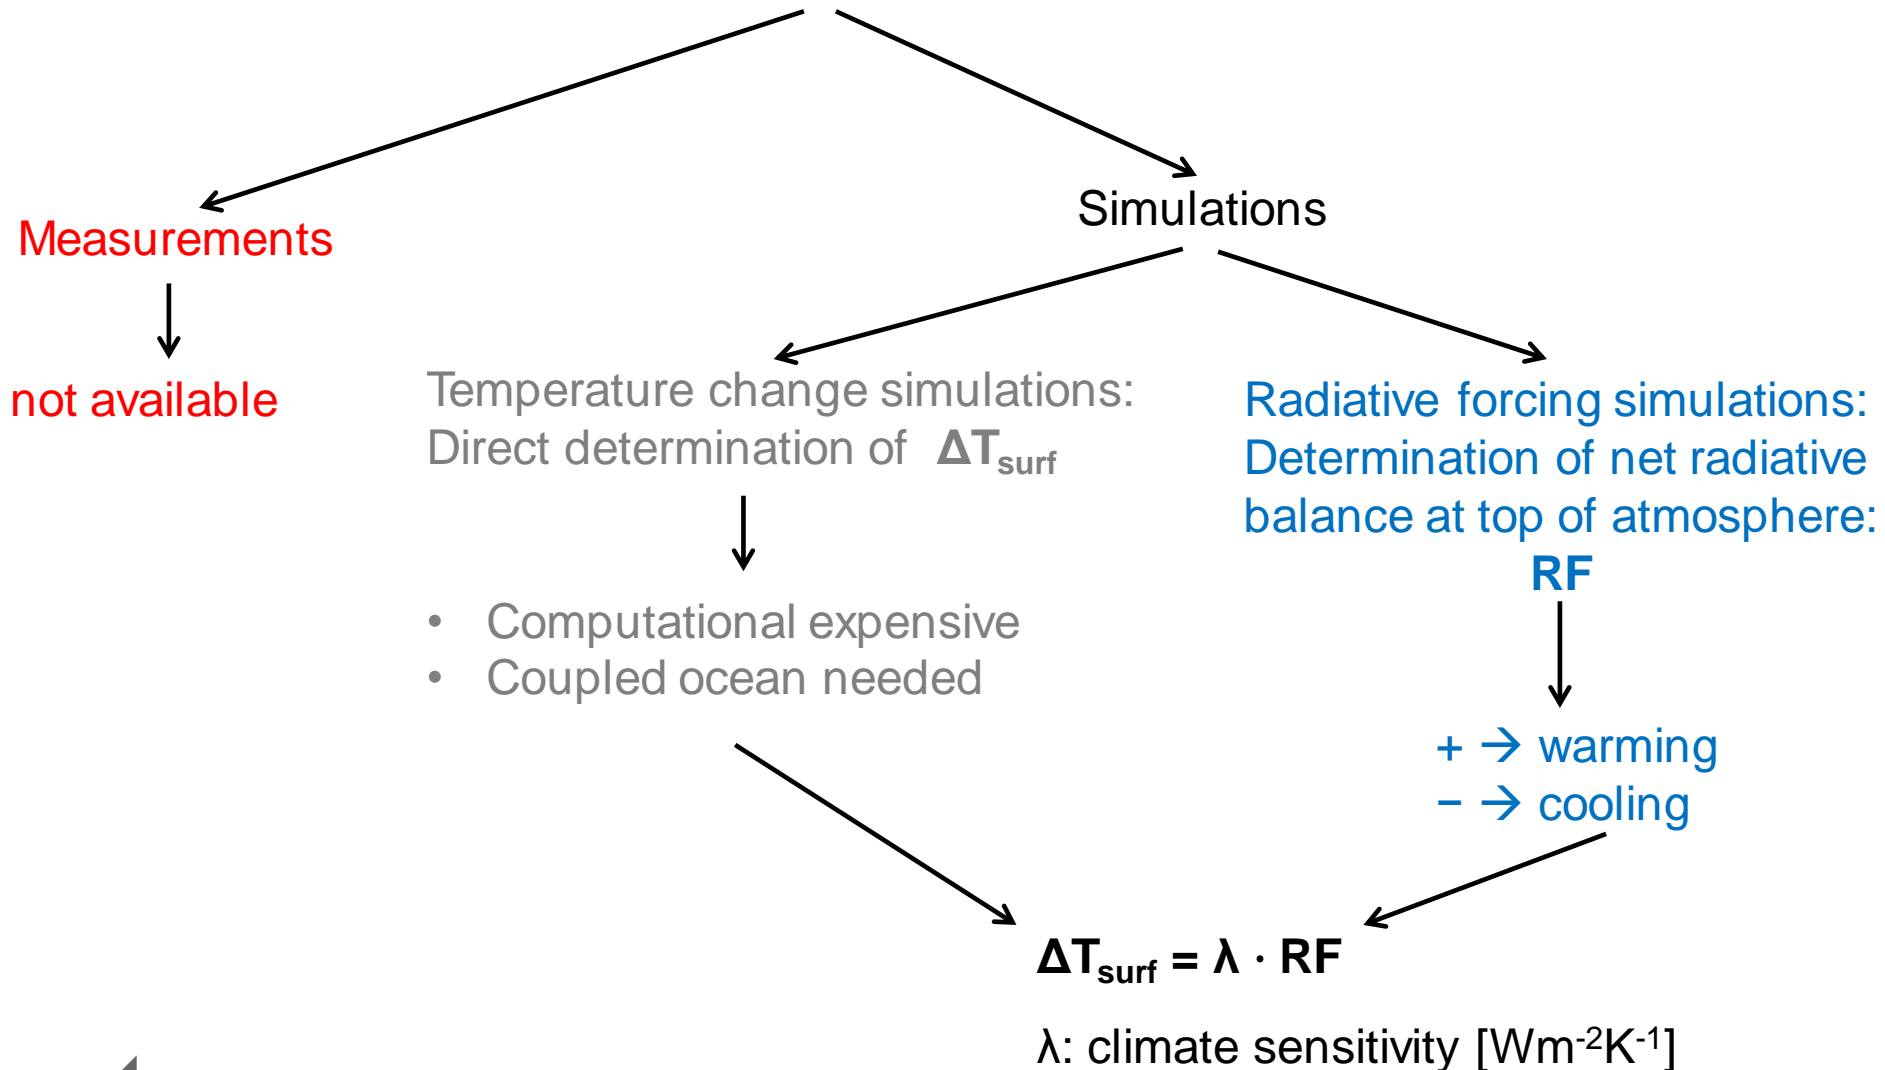 Measurements
not available
Simulations
Temperature change simulations:
Direct determination of ΔTsurf
• Computational expensive
• Coupled ocean needed
Radiative forcing simulations:
Determination of net radiative
balance at top of atmosphere:
RF
+ → warming
− → cooling
ΔTsurf = λ · RF
λ: climate sensitivity [Wm-2K-1]